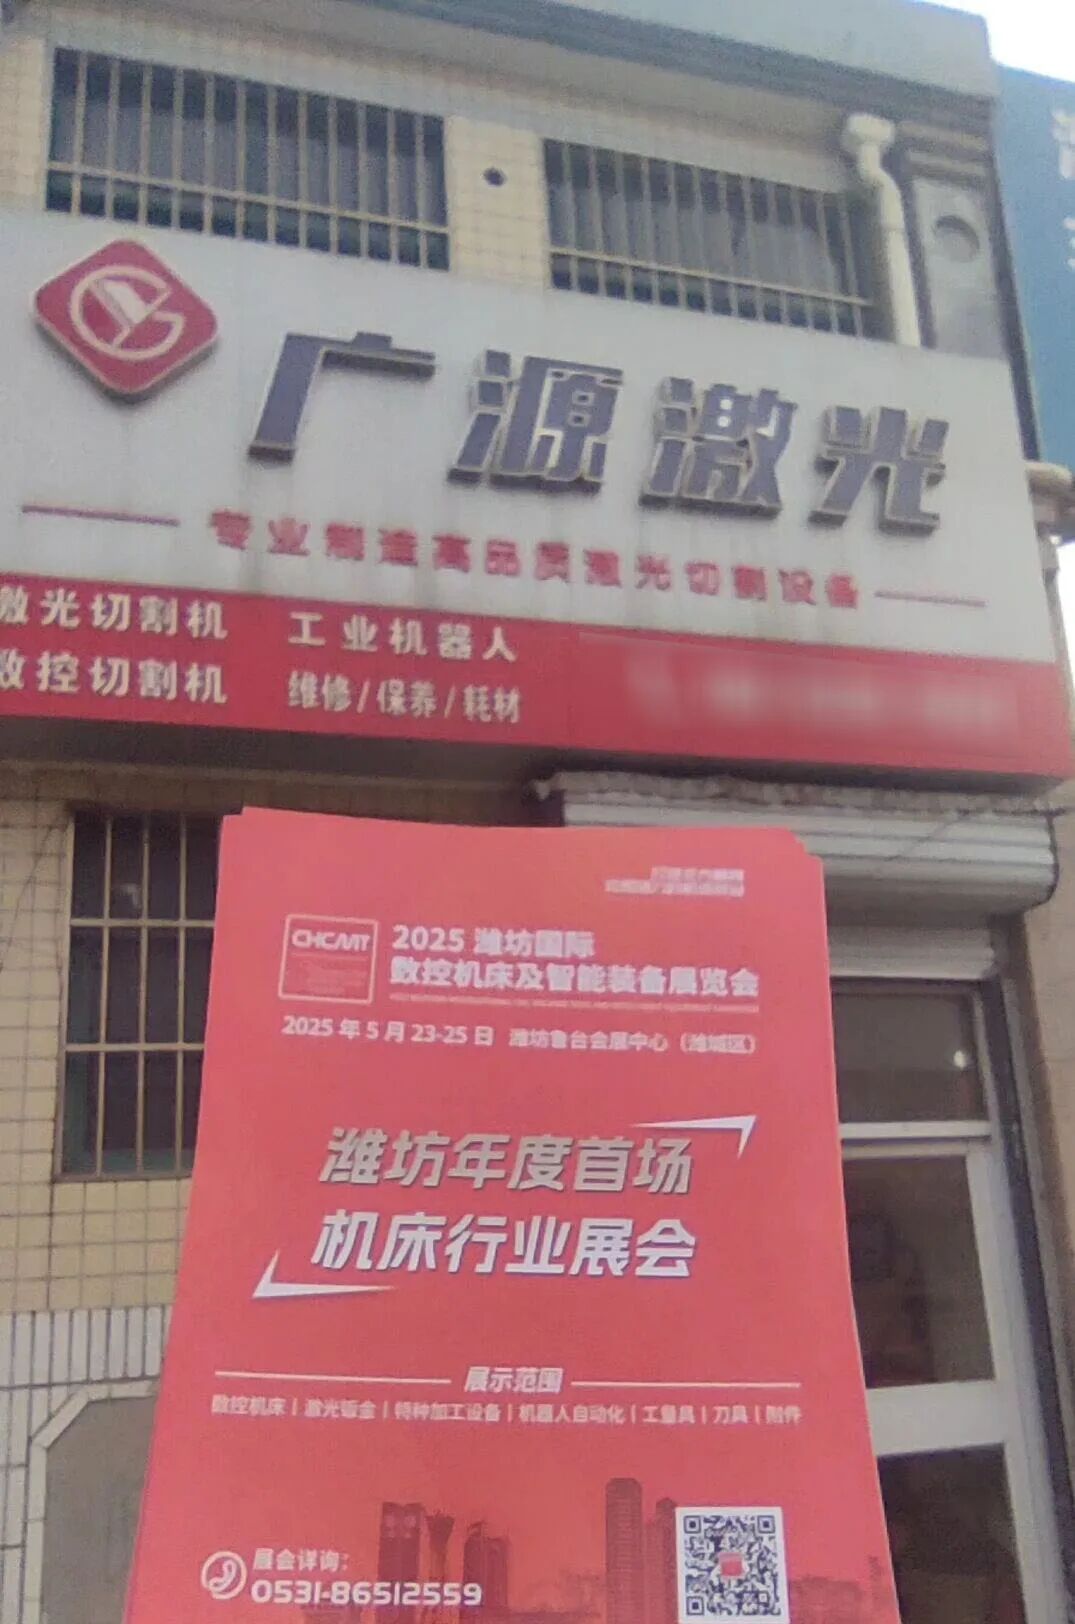 广源激光
专业制造高品质激光切割设备
激光切割机 工业机器人
数控切割机 维修/保养/耗材
CHCMT
2025 潍坊国际
数控机床及智能装备展览会
2025 年 5 月 23-25 日 潍坊鲁台会展中心（潍城区）
潍坊年度首场
机床行业展会
展示范围
数控机床|激光钣金|特种加工设备|机器人自动化|工量具|刀具|附件
展会详询：
0531-86512559